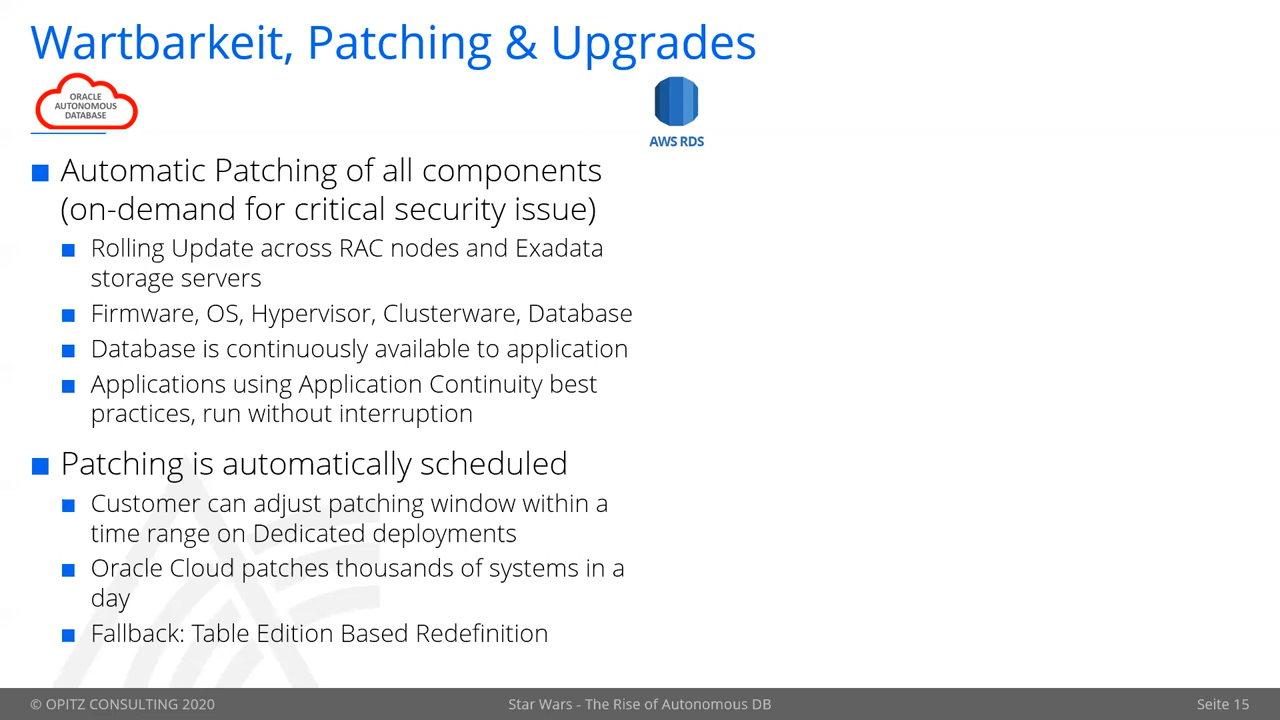 Wartbarkeit, Patching & Upgrades
ORACLE
AUTONOMOUS
DATABASE
AWS RDS
Automatic Patching of all components
(on-demand for critical security issue)
Rolling Update across RAC nodes and Exadata
storage servers
Firmware, OS, Hypervisor, Clusterware, Database
Database is continuously available to application
Applications using Application Continuity best
practices, run without interruption
Patching is automatically scheduled
Customer can adjust patching window within a
time range on Dedicated deployments
Oracle Cloud patches thousands of systems in a
day
Fallback: Table Edition Based Redefinition
© OPITZ CONSULTING 2020
Star Wars - The Rise of Autonomous DB
Seite 15